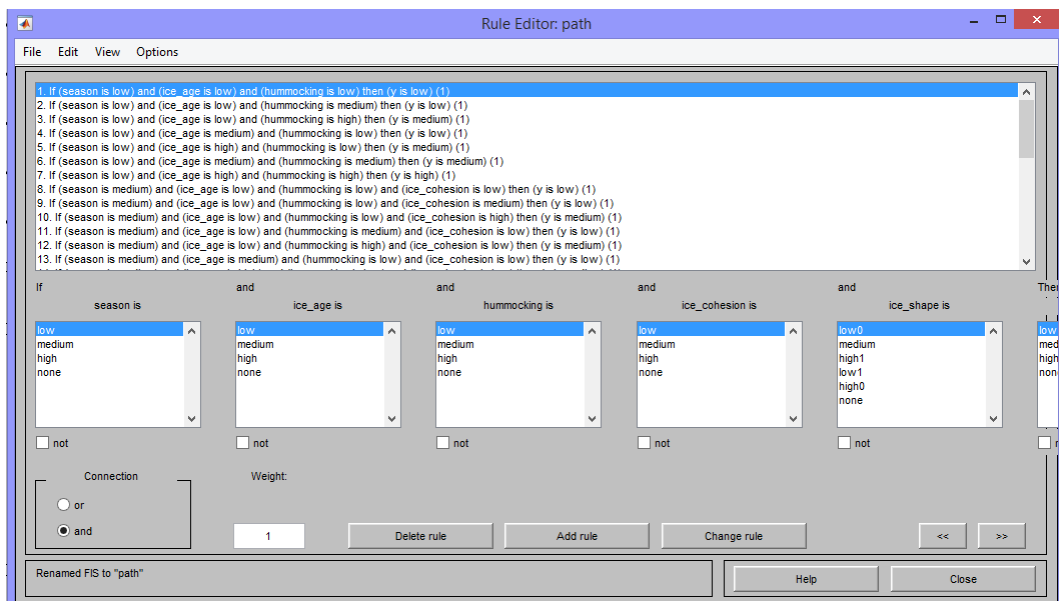 Rule Editor: path
File Edit View Options
1. If (season is low) and (ice_age is low) and (hummocking is low) then (y is low) (1)
2. If (season is low) and (ice_age is low) and (hummocking is medium) then (y is low) (1)
3. If (season is low) and (ice_age is low) and (hummocking is high) then (y is medium) (1)
4. If (season is low) and (ice_age is medium) and (hummocking is low) then (y is low) (1)
5. If (season is low) and (ice_age is high) and (hummocking is low) then (y is medium) (1)
6. If (season is low) and (ice_age is medium) and (hummocking is medium) then (y is medium) (1)
7. If (season is low) and (ice_age is high) and (hummocking is high) then (y is high) (1)
8. If (season is medium) and (ice_age is low) and (hummocking is low) and (ice_cohesion is low) then (y is low) (1)
9. If (season is medium) and (ice_age is low) and (hummocking is low) and (ice_cohesion is medium) then (y is low) (1)
10. If (season is medium) and (ice_age is low) and (hummocking is low) and (ice_cohesion is high) then (y is medium) (1)
11. If (season is medium) and (ice_age is low) and (hummocking is medium) and (ice_cohesion is low) then (y is low) (1)
12. If (season is medium) and (ice_age is low) and (hummocking is high) and (ice_cohesion is low) then (y is medium) (1)
13. If (season is medium) and (ice_age is medium) and (hummocking is low) and (ice_cohesion is low) then (y is low) (1)
If and and and and Ther
season is ice_age is hummocking is ice_cohesion is ice_shape is
low low low low low0 low
medium medium medium medium medium med
high high high high high1 high
none none none none low1 non
high0
none
not not not not not
Connection Weight:
or
and 1 Delete rule Add rule Change rule << >>
Renamed FIS to "path" Help Close